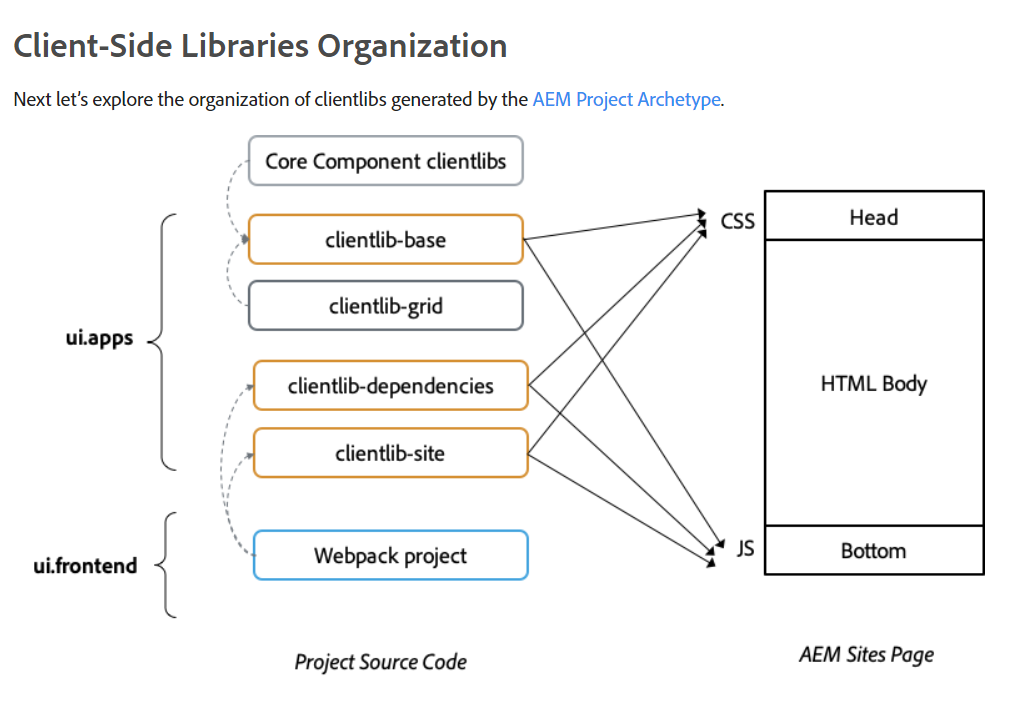 Client-Side Libraries Organization
Next let’s explore the organization of clientlibs generated by the AEM Project Archetype.
Core Component clientlibs
clientlib-base
clientlib-grid
ui.apps
clientlib-dependencies
clientlib-site
ui.frontend
Webpack project
Project Source Code
CSS
Head
HTML Body
JS
Bottom
AEM Sites Page